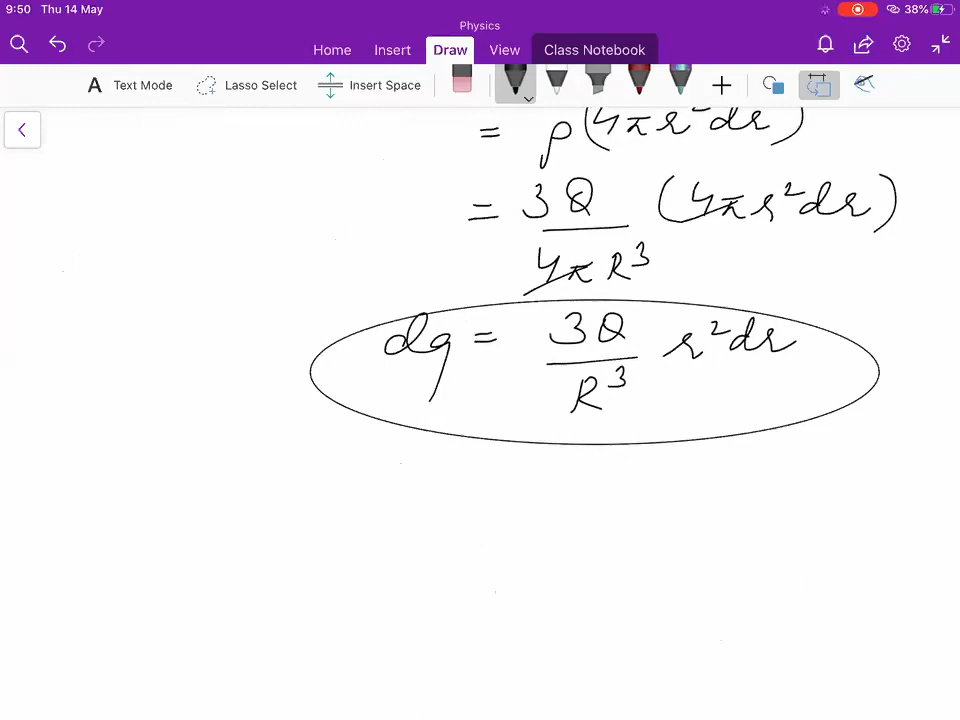 9:50 Thu 14 May 38%
Physics
Home Insert Draw View Class Notebook
A Text Mode Lasso Select Insert Space
= ρ(4πr²dr)
= 3Q/4πR³ (4πr²dr)
dq = 3Q/R³ r²dr